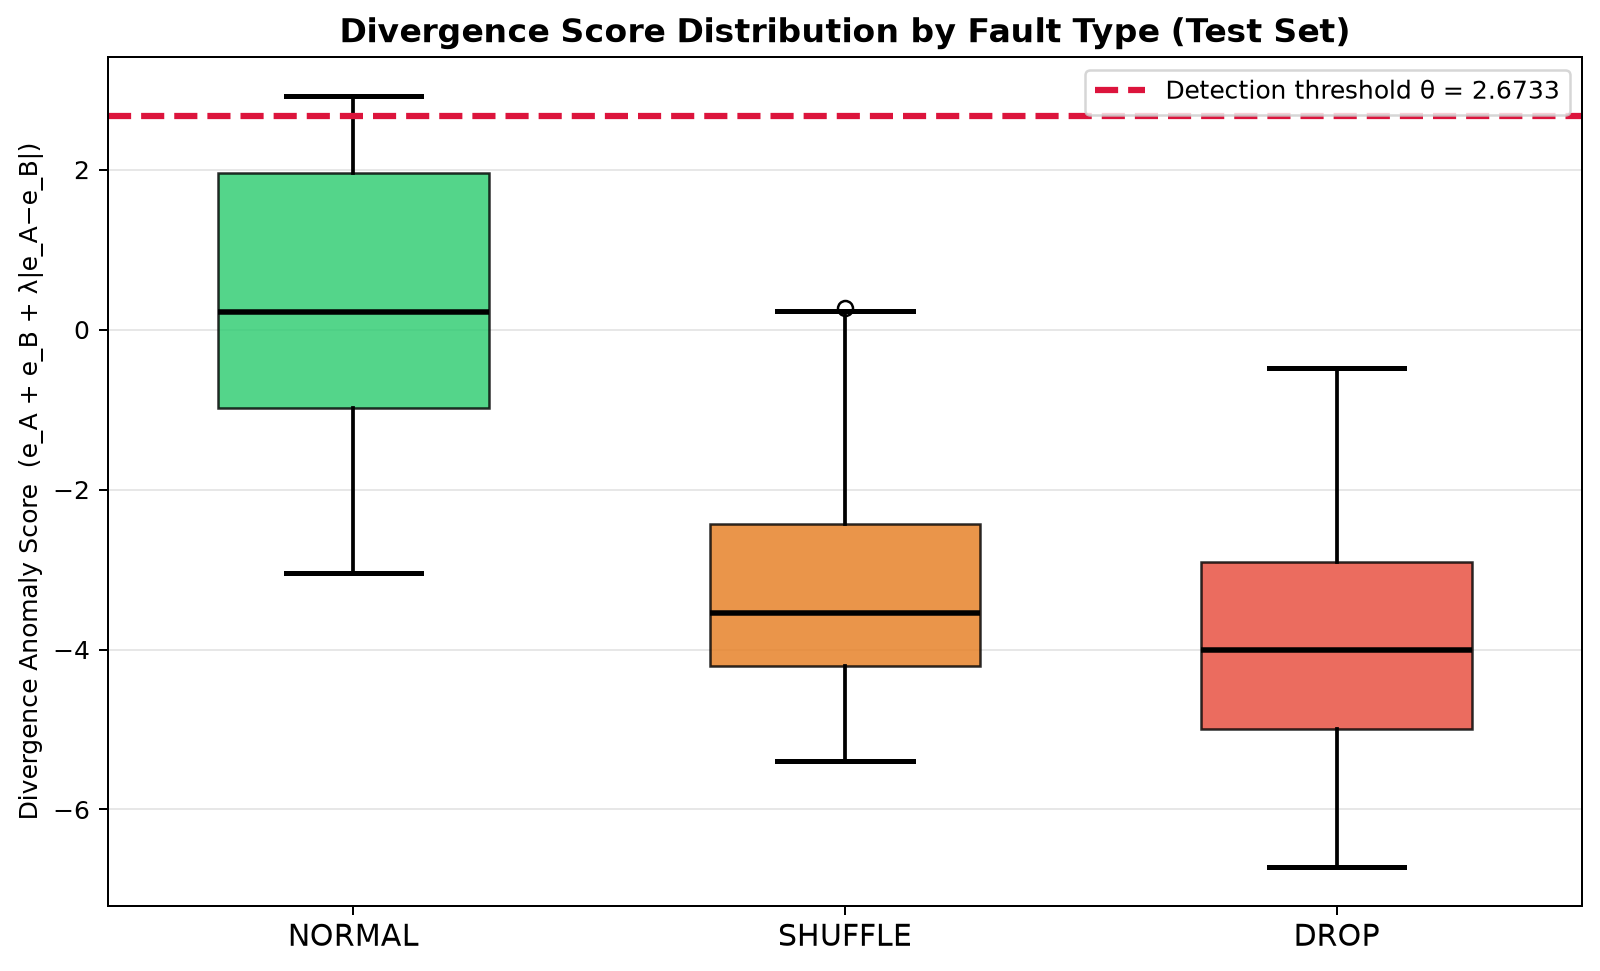 Divergence Score Distribution by Fault Type (Test Set)
Detection threshold θ = 2.6733
Divergence Anomaly Score (e_A + e_B + λ|e_A−e_B|)
2
0
−2
−4
−6
NORMAL
SHUFFLE
DROP